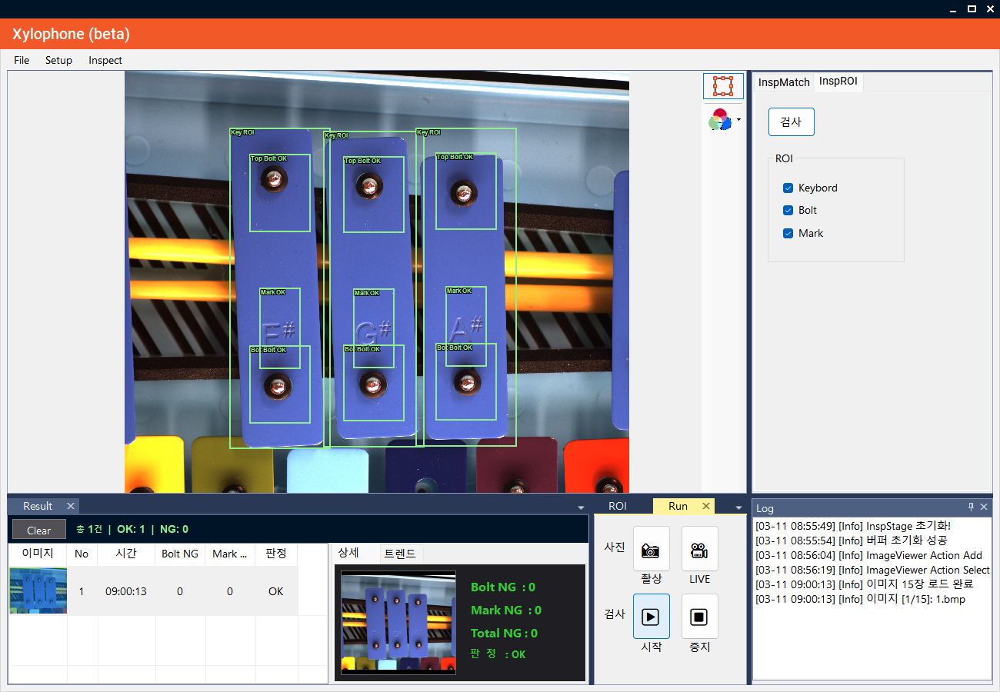 Xylophone (beta)
File Setup Inspect
InspMatch InspROI
검사
ROI
Keybord
Bolt
Mark
Key ROI
Key ROI
Key ROI
Top Bolt OK
Top Bolt OK
Top Bolt OK
Mark OK
Mark OK
Mark OK
F# G# A#
Bot Bolt OK
Bot Bolt OK
Bot Bolt OK
Result
Clear 총 1건 | OK: 1 | NG: 0
이미지 No 시간 Bolt NG Mark ... 판정
1 09:00:13 0 0 OK
상세 트렌드
Bolt NG : 0
Mark NG : 0
Total NG : 0
판 정 : OK
ROI Run
사진
촬상 LIVE
검사
시작 중지
Log
[03-11 08:55:49] [Info] InspStage 초기화!
[03-11 08:55:54] [Info] 버퍼 초기화 성공
[03-11 08:56:04] [Info] ImageViewer Action Add
[03-11 08:56:19] [Info] ImageViewer Action Select
[03-11 09:00:13] [Info] 이미지 15장 로드 완료
[03-11 09:00:13] [Info] 이미지 [1/15]: 1.bmp